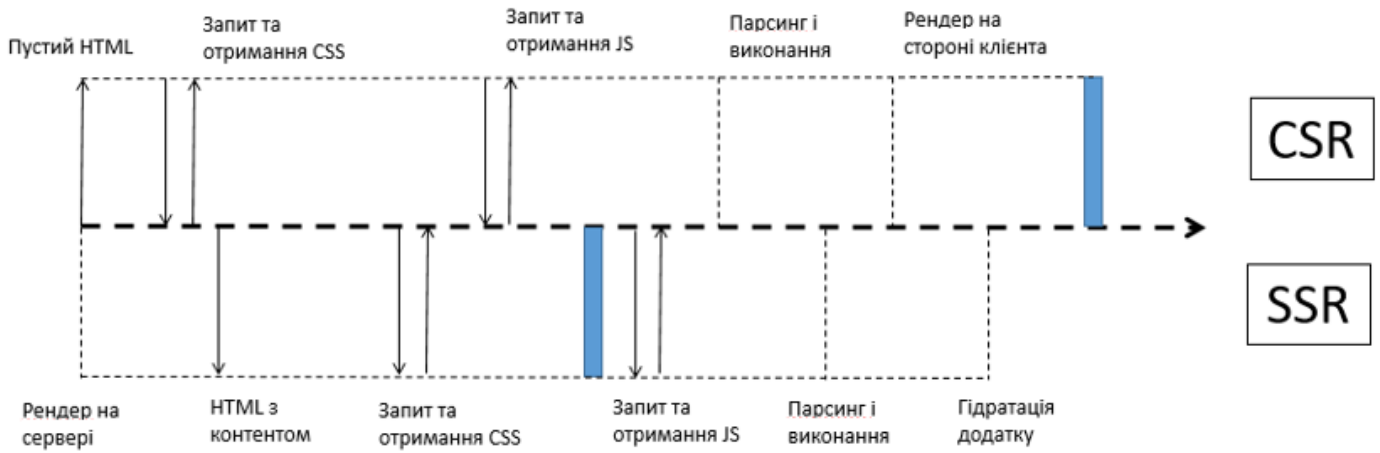 Пустий HTML
Запит та
отримання CSS
Запит та
отримання JS
Парсинг і
виконання
Рендер на
стороні клієнта
CSR
SSR
Рендер на
сервері
HTML з
контентом
Запит та
отримання CSS
Запит та
отримання JS
Парсинг і
виконання
Гідратація
додатку